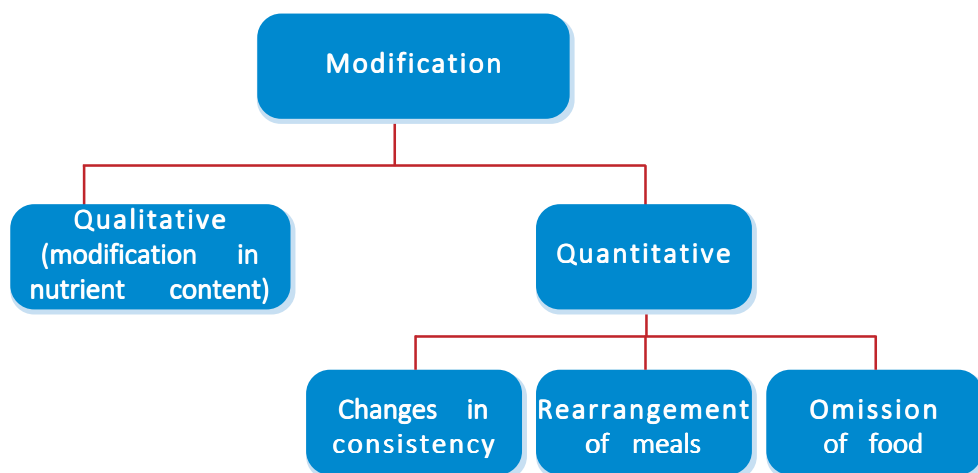 Modification
Qualitative
(modification in
nutrient content)
Quantitative
Changes in
consistency
Rearrangement
of meals
Omission
of food